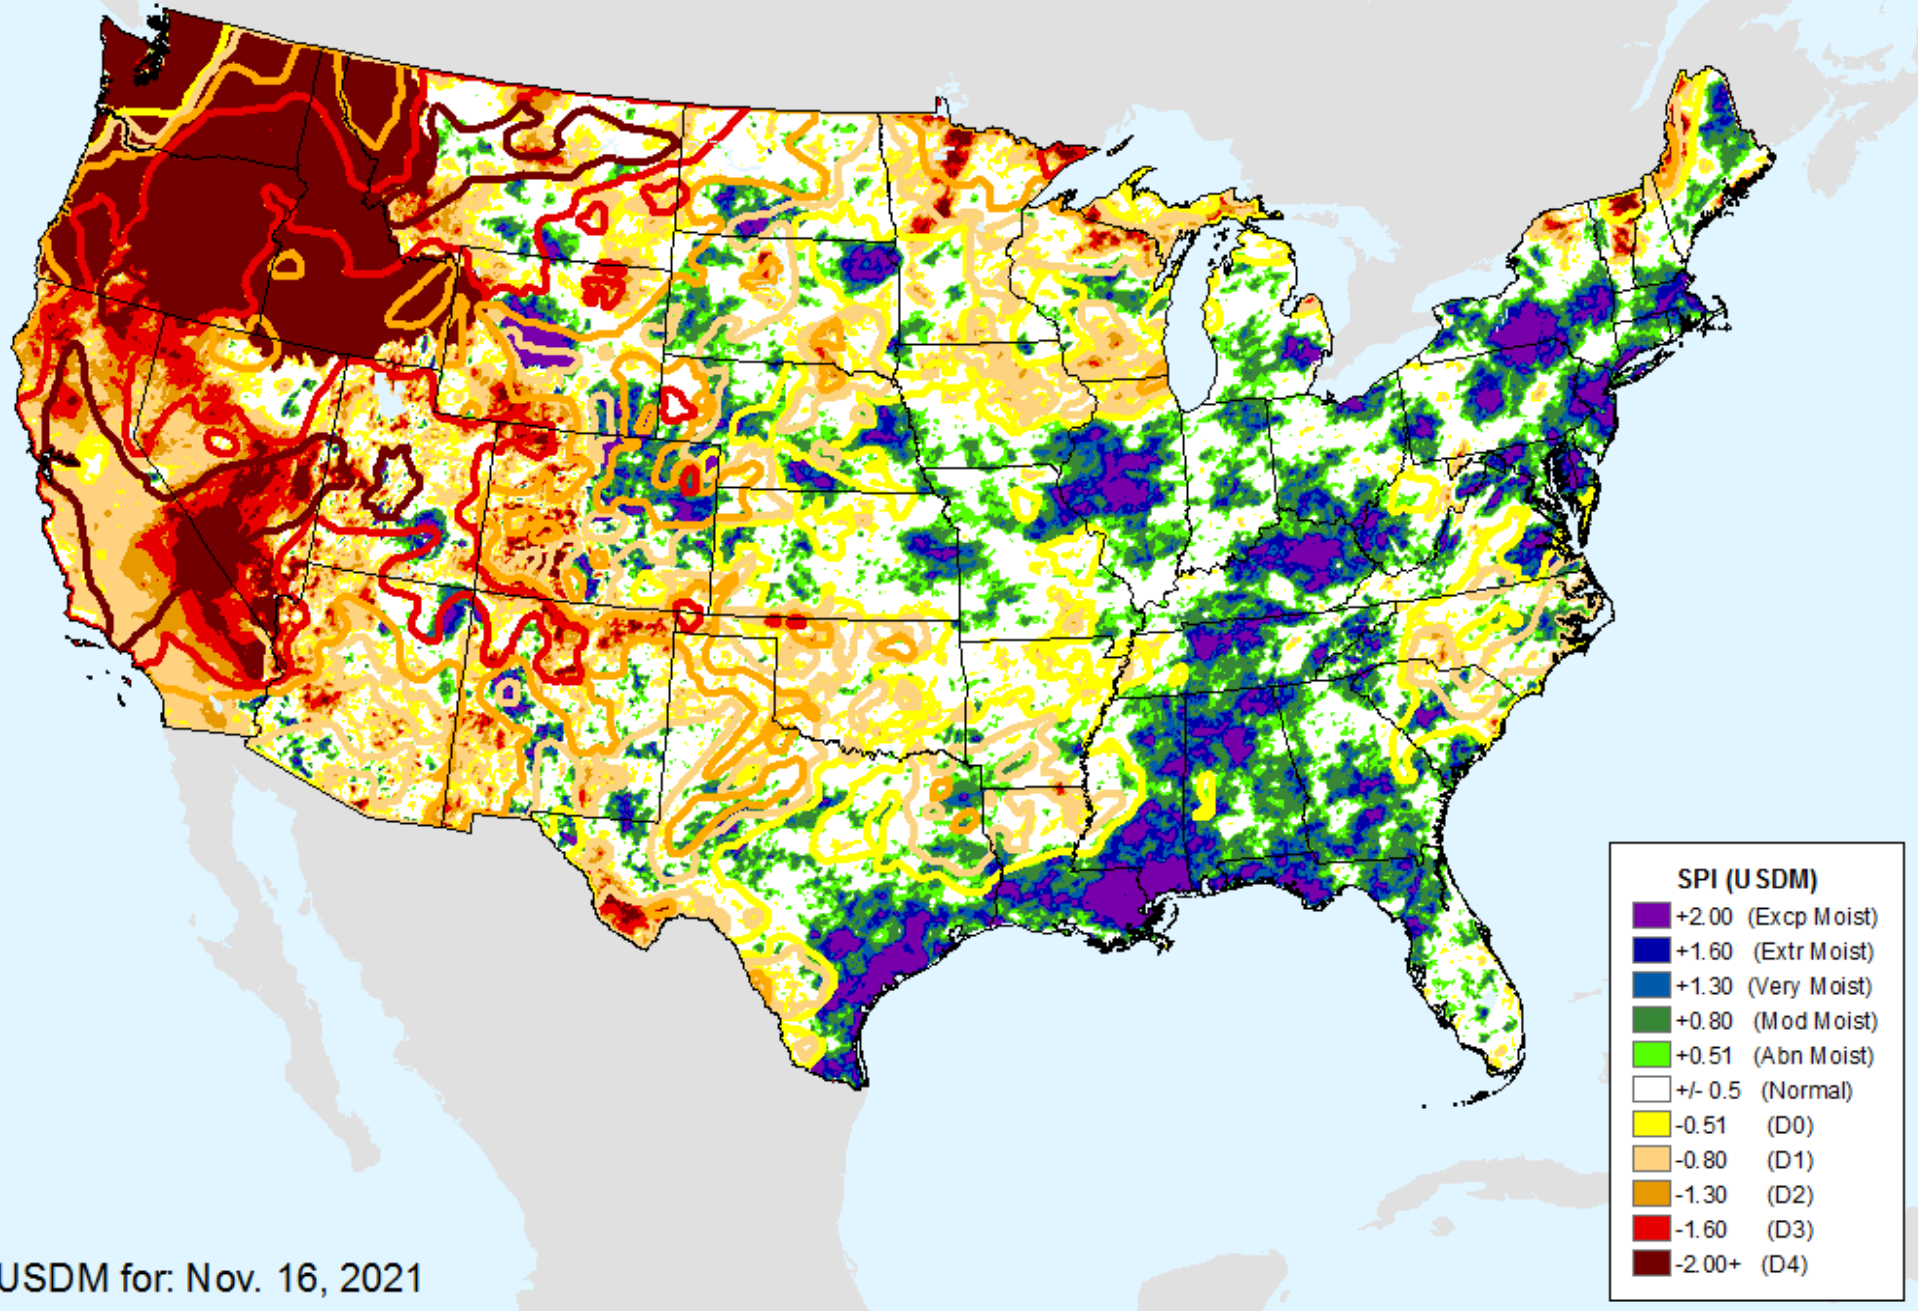 SPI (USDM)
+2.00 (Excp Moist)
+1.60 (Extr Moist)
+1.30 (Very Moist)
+0.80 (Mod Moist)
+0.51 (Abn Moist)
+/- 0.5 (Normal)
-0.51 (D0)
-0.80 (D1)
-1.30 (D2)
-1.60 (D3)
-2.00+ (D4)
USDM for: Nov. 16, 2021